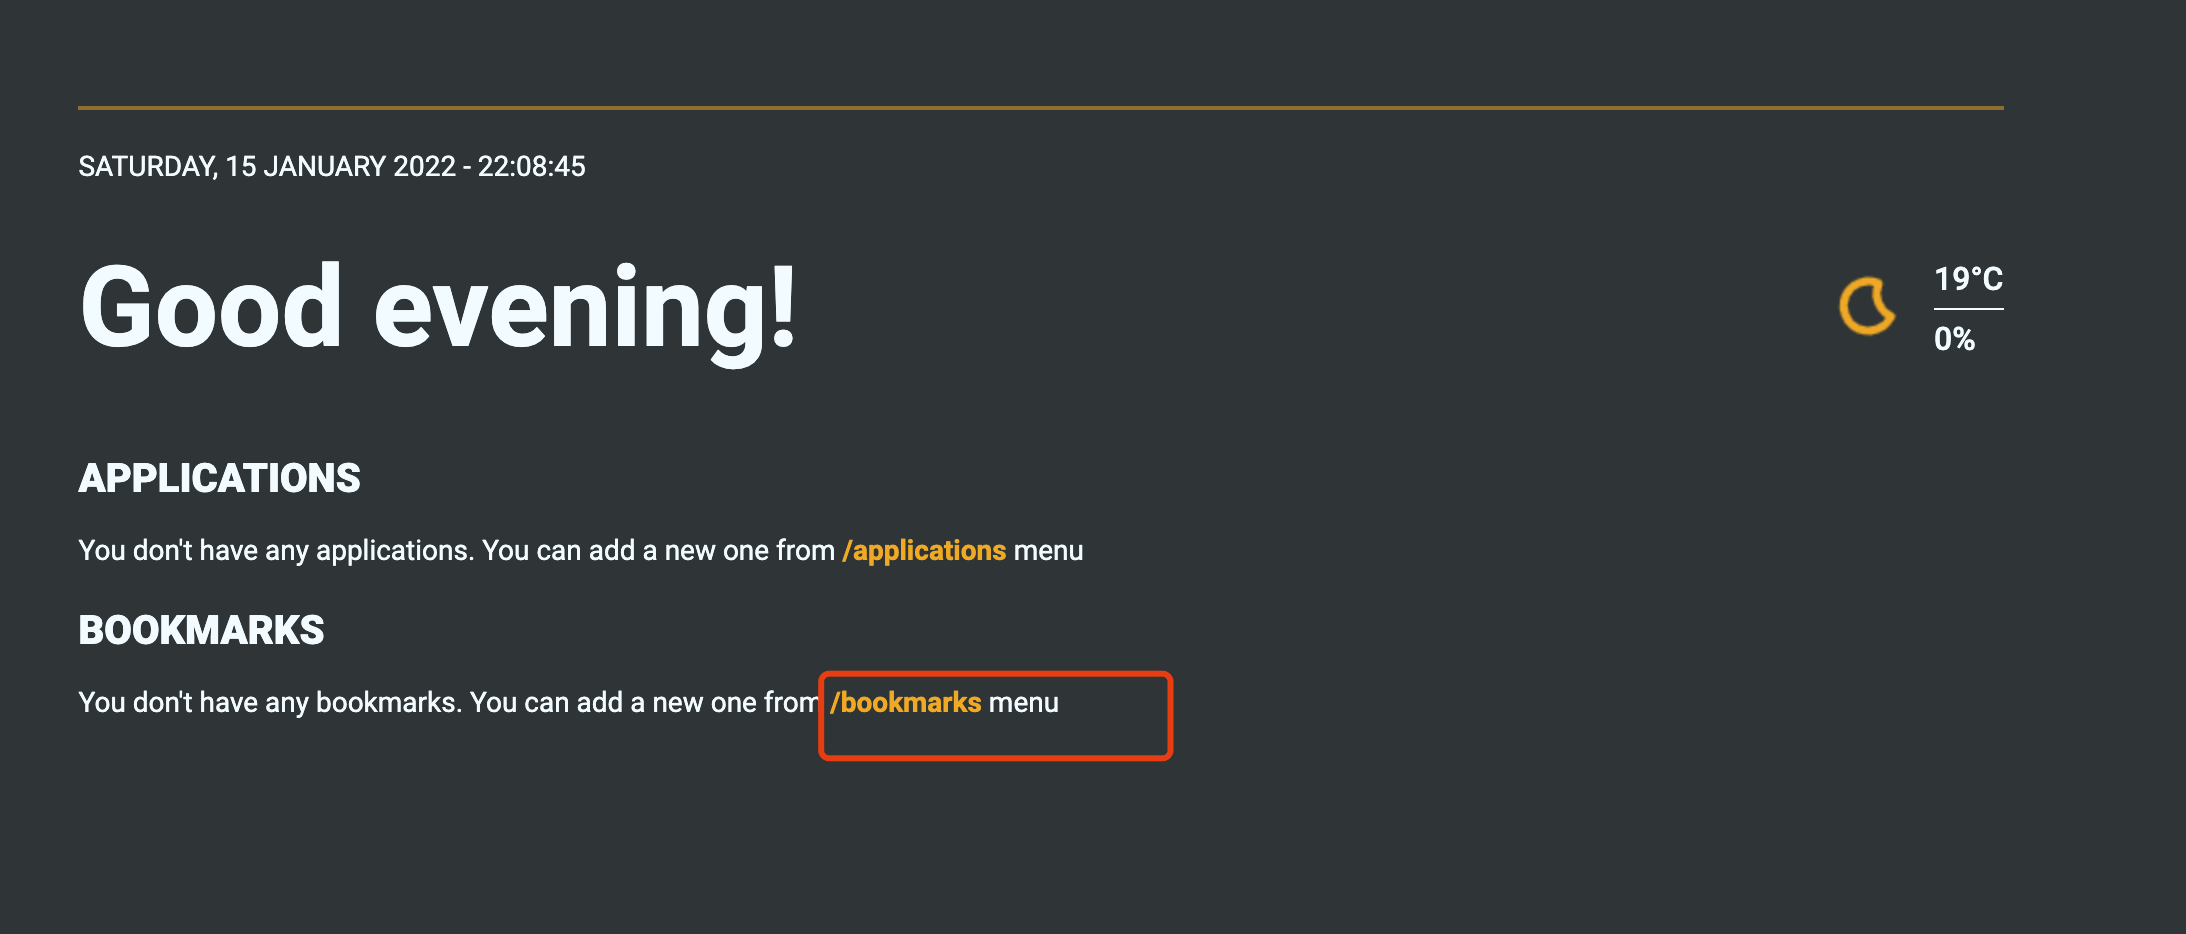 SATURDAY, 15 JANUARY 2022 - 22:08:45
Good evening!
19°C
0%
APPLICATIONS
You don't have any applications. You can add a new one from /applications menu
BOOKMARKS
You don't have any bookmarks. You can add a new one from /bookmarks menu